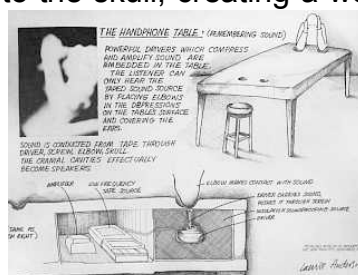 to the skull, creating a w
THE HANDPHONE TABLE (REMEMBERING SOUND)
POWERFUL DRIVERS WHICH COMPRESS
AND AMPLIFY SOUND ARE
EMBEDDED IN THE TABLE.
THE LISTENER CAN
ONLY HEAR THE
TAPED SOUND SOURCE
BY PLACING ELBOWS
IN THE DEPRESSIONS
ON THE TABLE'S SURFACE
AND COVERING THE
EARS.
SOUND IS CONDUCTED FROM TAPE THROUGH
DRIVER, SCREW, ELBOW, SKULL.
THE CRANIAL CAVITIES EFFECTUALLY
BECOME SPEAKERS.
AMPLIFIER
LOW FREQUENCY
TAPE SOURCE
ELBOW MAKES CONTACT WITH SOUND
DRIVER CARRIES SOUND,
THROUGH SCREW
DRIVER
Laurie Anderson